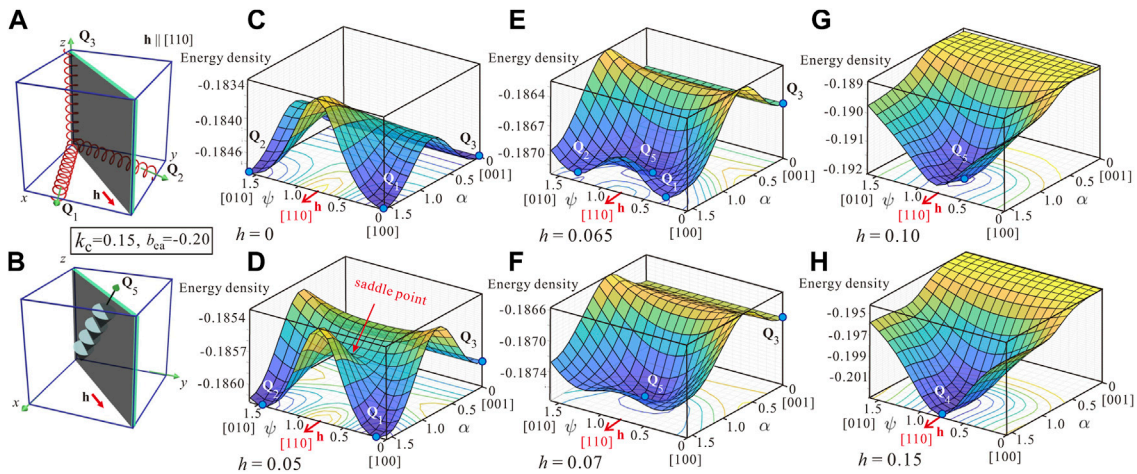 A
z
Q3
h || [110]
y
Q2
x
Q1
h
kc=0.15, bea=-0.20
B
z
Q5
y
x
h
C
Energy density
-0.1834
-0.1840
-0.1846
Q2
Q3
Q1
1.5
1.0
0.5
0
[010]
ψ
h
[110]
[100]
1.5
1.0
0.5
0
α
[001]
h = 0
D
Energy density
saddle point
-0.1854
-0.1857
-0.1860
Q2
Q3
Q1
1.5
1.0
0.5
0
[010]
ψ
h
[110]
[100]
1.5
1.0
0.5
0
α
[001]
h = 0.05
E
Energy density
-0.1864
-0.1867
-0.1870
Q3
Q2
Q5
Q1
1.5
1.0
0.5
0
[010]
ψ
h
[110]
[100]
1.5
1.0
0.5
0
α
[001]
h = 0.065
F
Energy density
-0.1866
-0.1870
-0.1874
Q3
Q5
1.5
1.0
0.5
0
[010]
ψ
h
[110]
[100]
1.5
1.0
0.5
0
α
[001]
h = 0.07
G
Energy density
-0.189
-0.190
-0.191
-0.192
Q5
1.5
1.0
0.5
0
[010]
ψ
h
[110]
[100]
1.5
1.0
0.5
0
α
[001]
h = 0.10
H
Energy density
-0.195
-0.197
-0.199
-0.201
1.5
1.0
0.5
0
[010]
ψ
h
[110]
[100]
1.5
1.0
0.5
0
α
[001]
h = 0.15